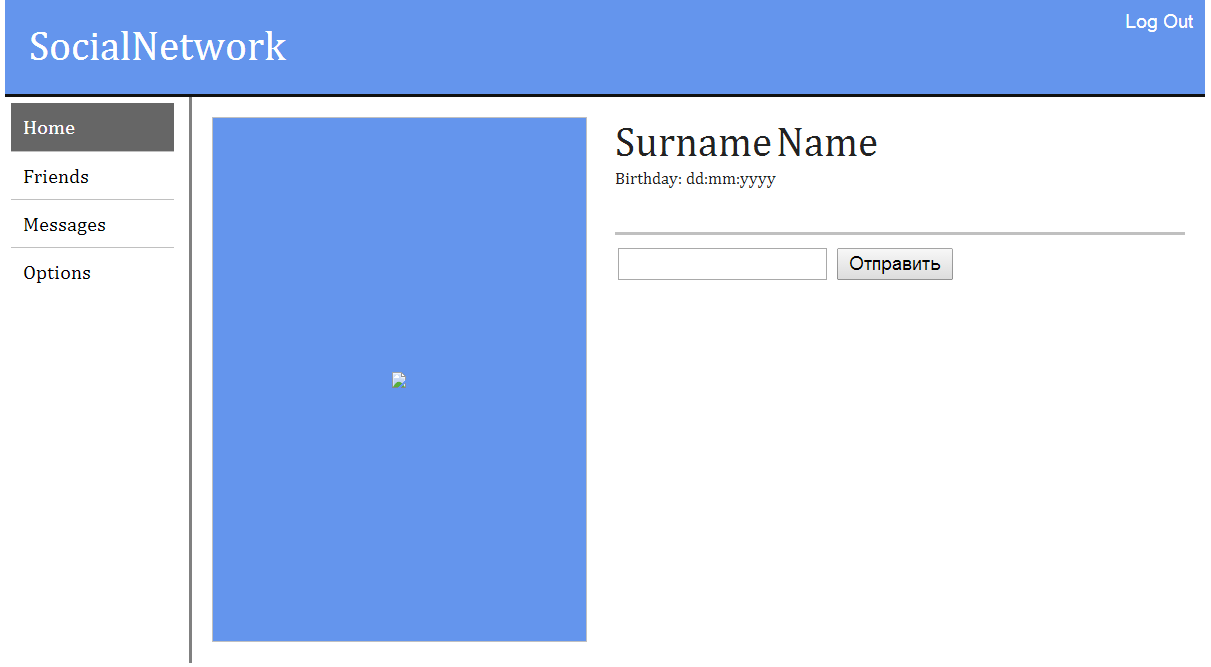 SocialNetwork
Log Out
Home
Friends
Messages
Options
Surname Name
Birthday: dd:mm:yyyy
Отправить